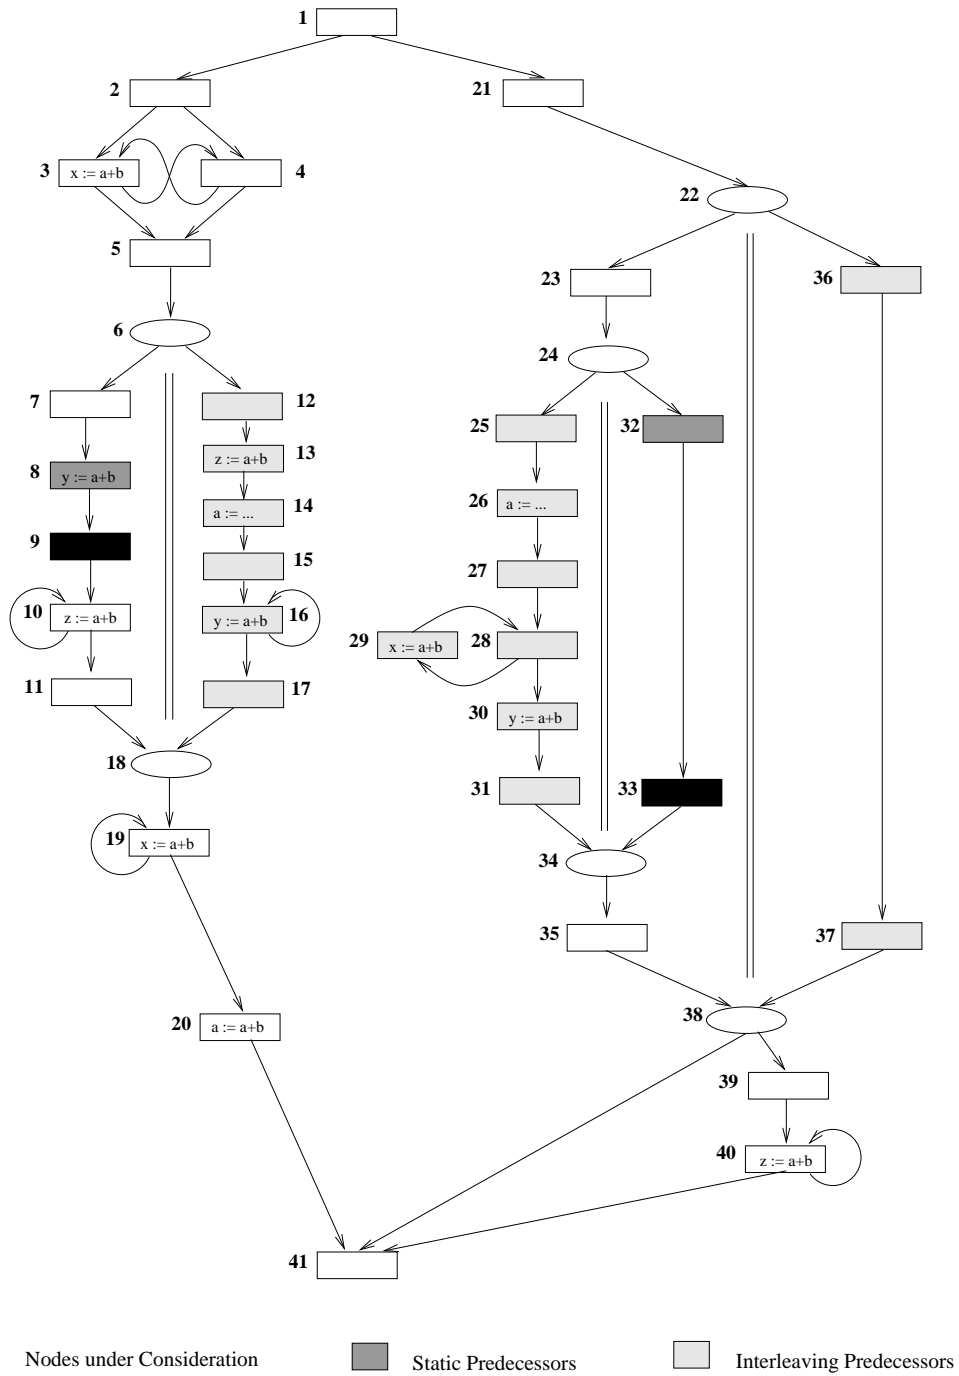 1
2
21
3 x := a+b 4
22
5
23 36
6
24
7 12
25 32
13 z := a+b
8 y := a+b
26 a := ...
14 a := ...
9
15
27
10 z := a+b
16 y := a+b
29 x := a+b 28
11 17
30 y := a+b
18
31 33
19 x := a+b
34
35 37
20 a := a+b
38
39
40 z := a+b
41
Nodes under Consideration Static Predecessors Interleaving Predecessors